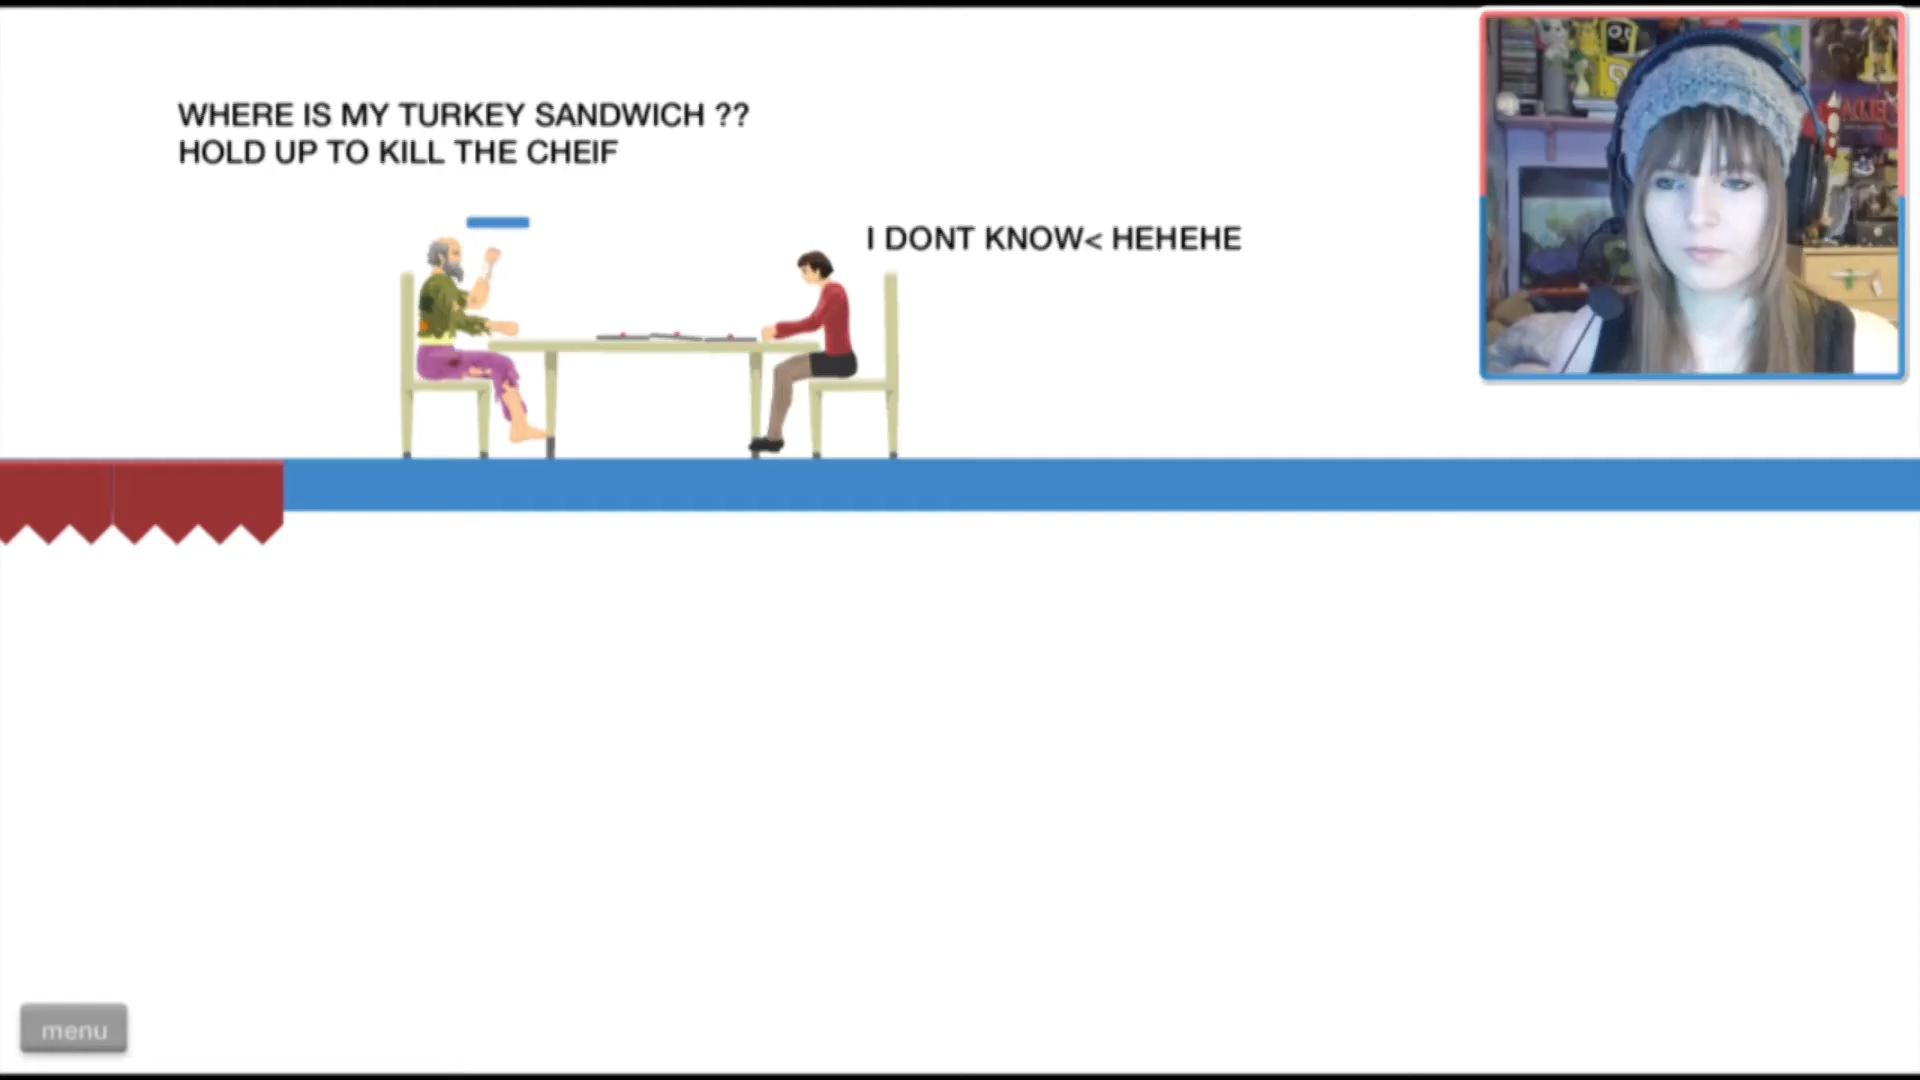 WHERE IS MY TURKEY SANDWICH ??
HOLD UP TO KILL THE CHEIF
I DONT KNOW< HEHEHE
menu